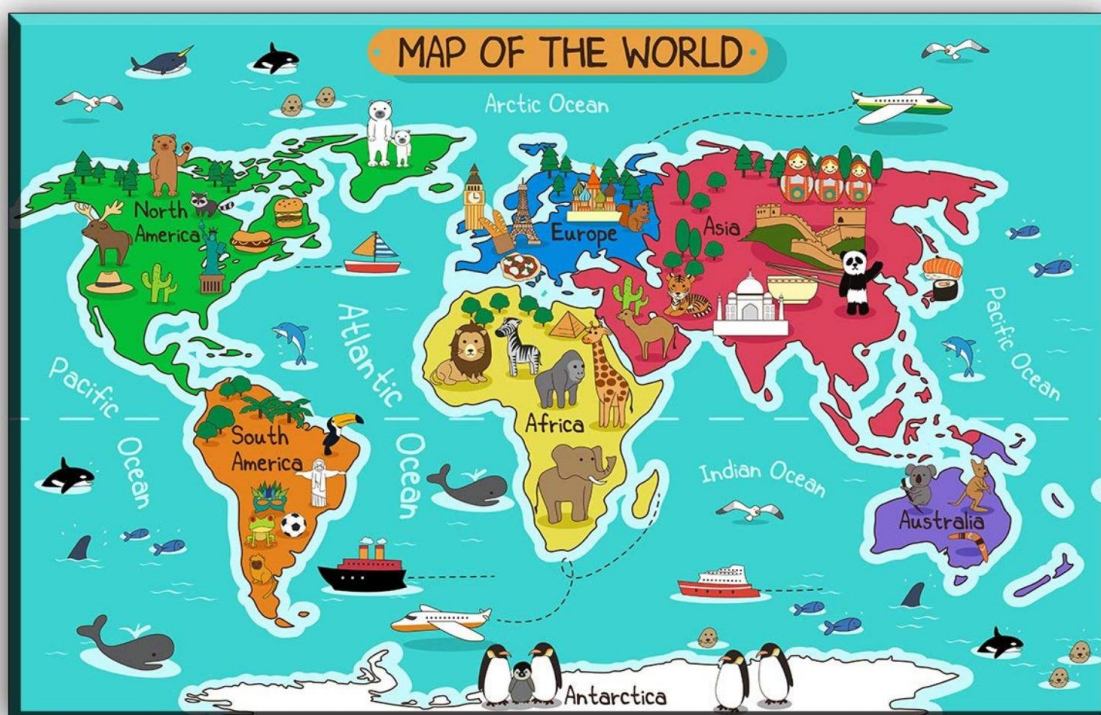 MAP OF THE WORLD
Arctic Ocean
North
America
Europe
Asia
Atlantic
Ocean
Pacific
Ocean
Pacific Ocean
South
America
Africa
Indian Ocean
Australia
Antarctica